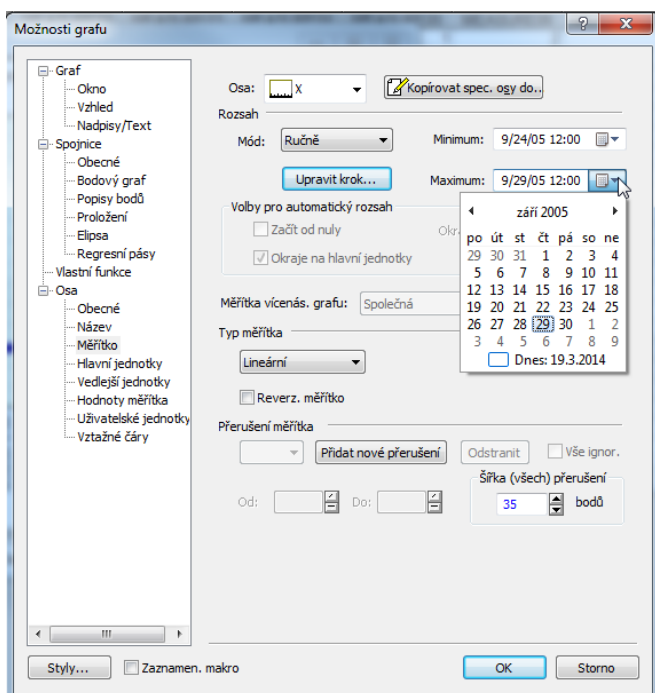 Možnosti grafu
Graf
Okno
Vzhled
Nadpisy/Text
Spojnice
Obecné
Bodový graf
Popisy bodů
Proložení
Elipsa
Regresní pásy
Vlastní funkce
Osa
Obecné
Název
Měřítko
Hlavní jednotky
Vedlejší jednotky
Hodnoty měřítka
Uživatelské jednotky
Vztažné čáry
Osa: X Kopírovat spec. osy do..
Rozsah
Mód: Ručně Minimum: 9/24/05 12:00
Upravit krok... Maximum: 9/29/05 12:00
Volby pro automatický rozsah
Začít od nuly
Okraje na hlavní jednotky
září 2005
po út st čt pá so ne
29 30 31 1 2 3 4
5 6 7 8 9 10 11
12 13 14 15 16 17 18
19 20 21 22 23 24 25
26 27 28 29 30 1 2
3 4 5 6 7 8 9
Dnes: 19.3.2014
Měřítka vícenás. grafu: Společná
Typ měřítka
Lineární
Reverz. měřítko
Přerušení měřítka
Přidat nové přerušení Odstranit Vše ignor.
Šířka (všech) přerušení
Od: Do: 35 bodů
Styly... Zaznamen. makro OK Storno